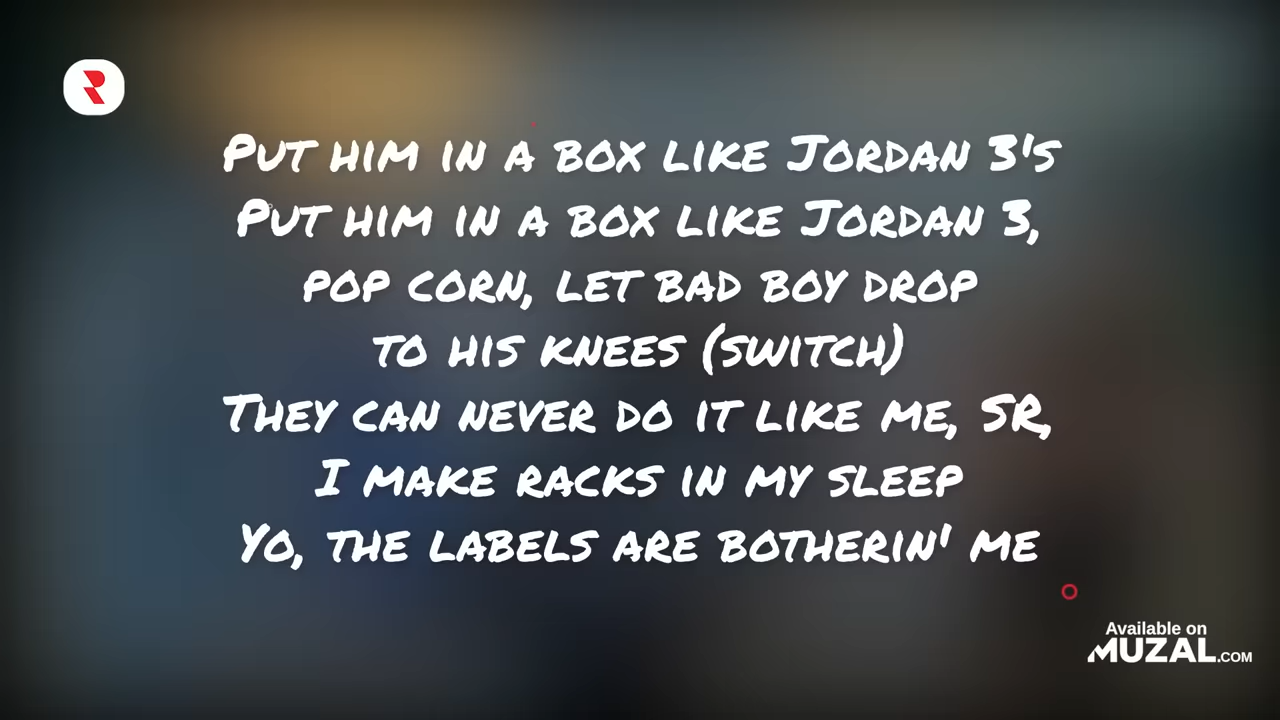 Put him in a box like Jordan 3's
Put him in a box like Jordan 3,
pop corn, let bad boy drop
to his knees (switch)
They can never do it like me, SR,
I make racks in my sleep
Yo, the labels are botherin' me
Available on
MUZAL.COM